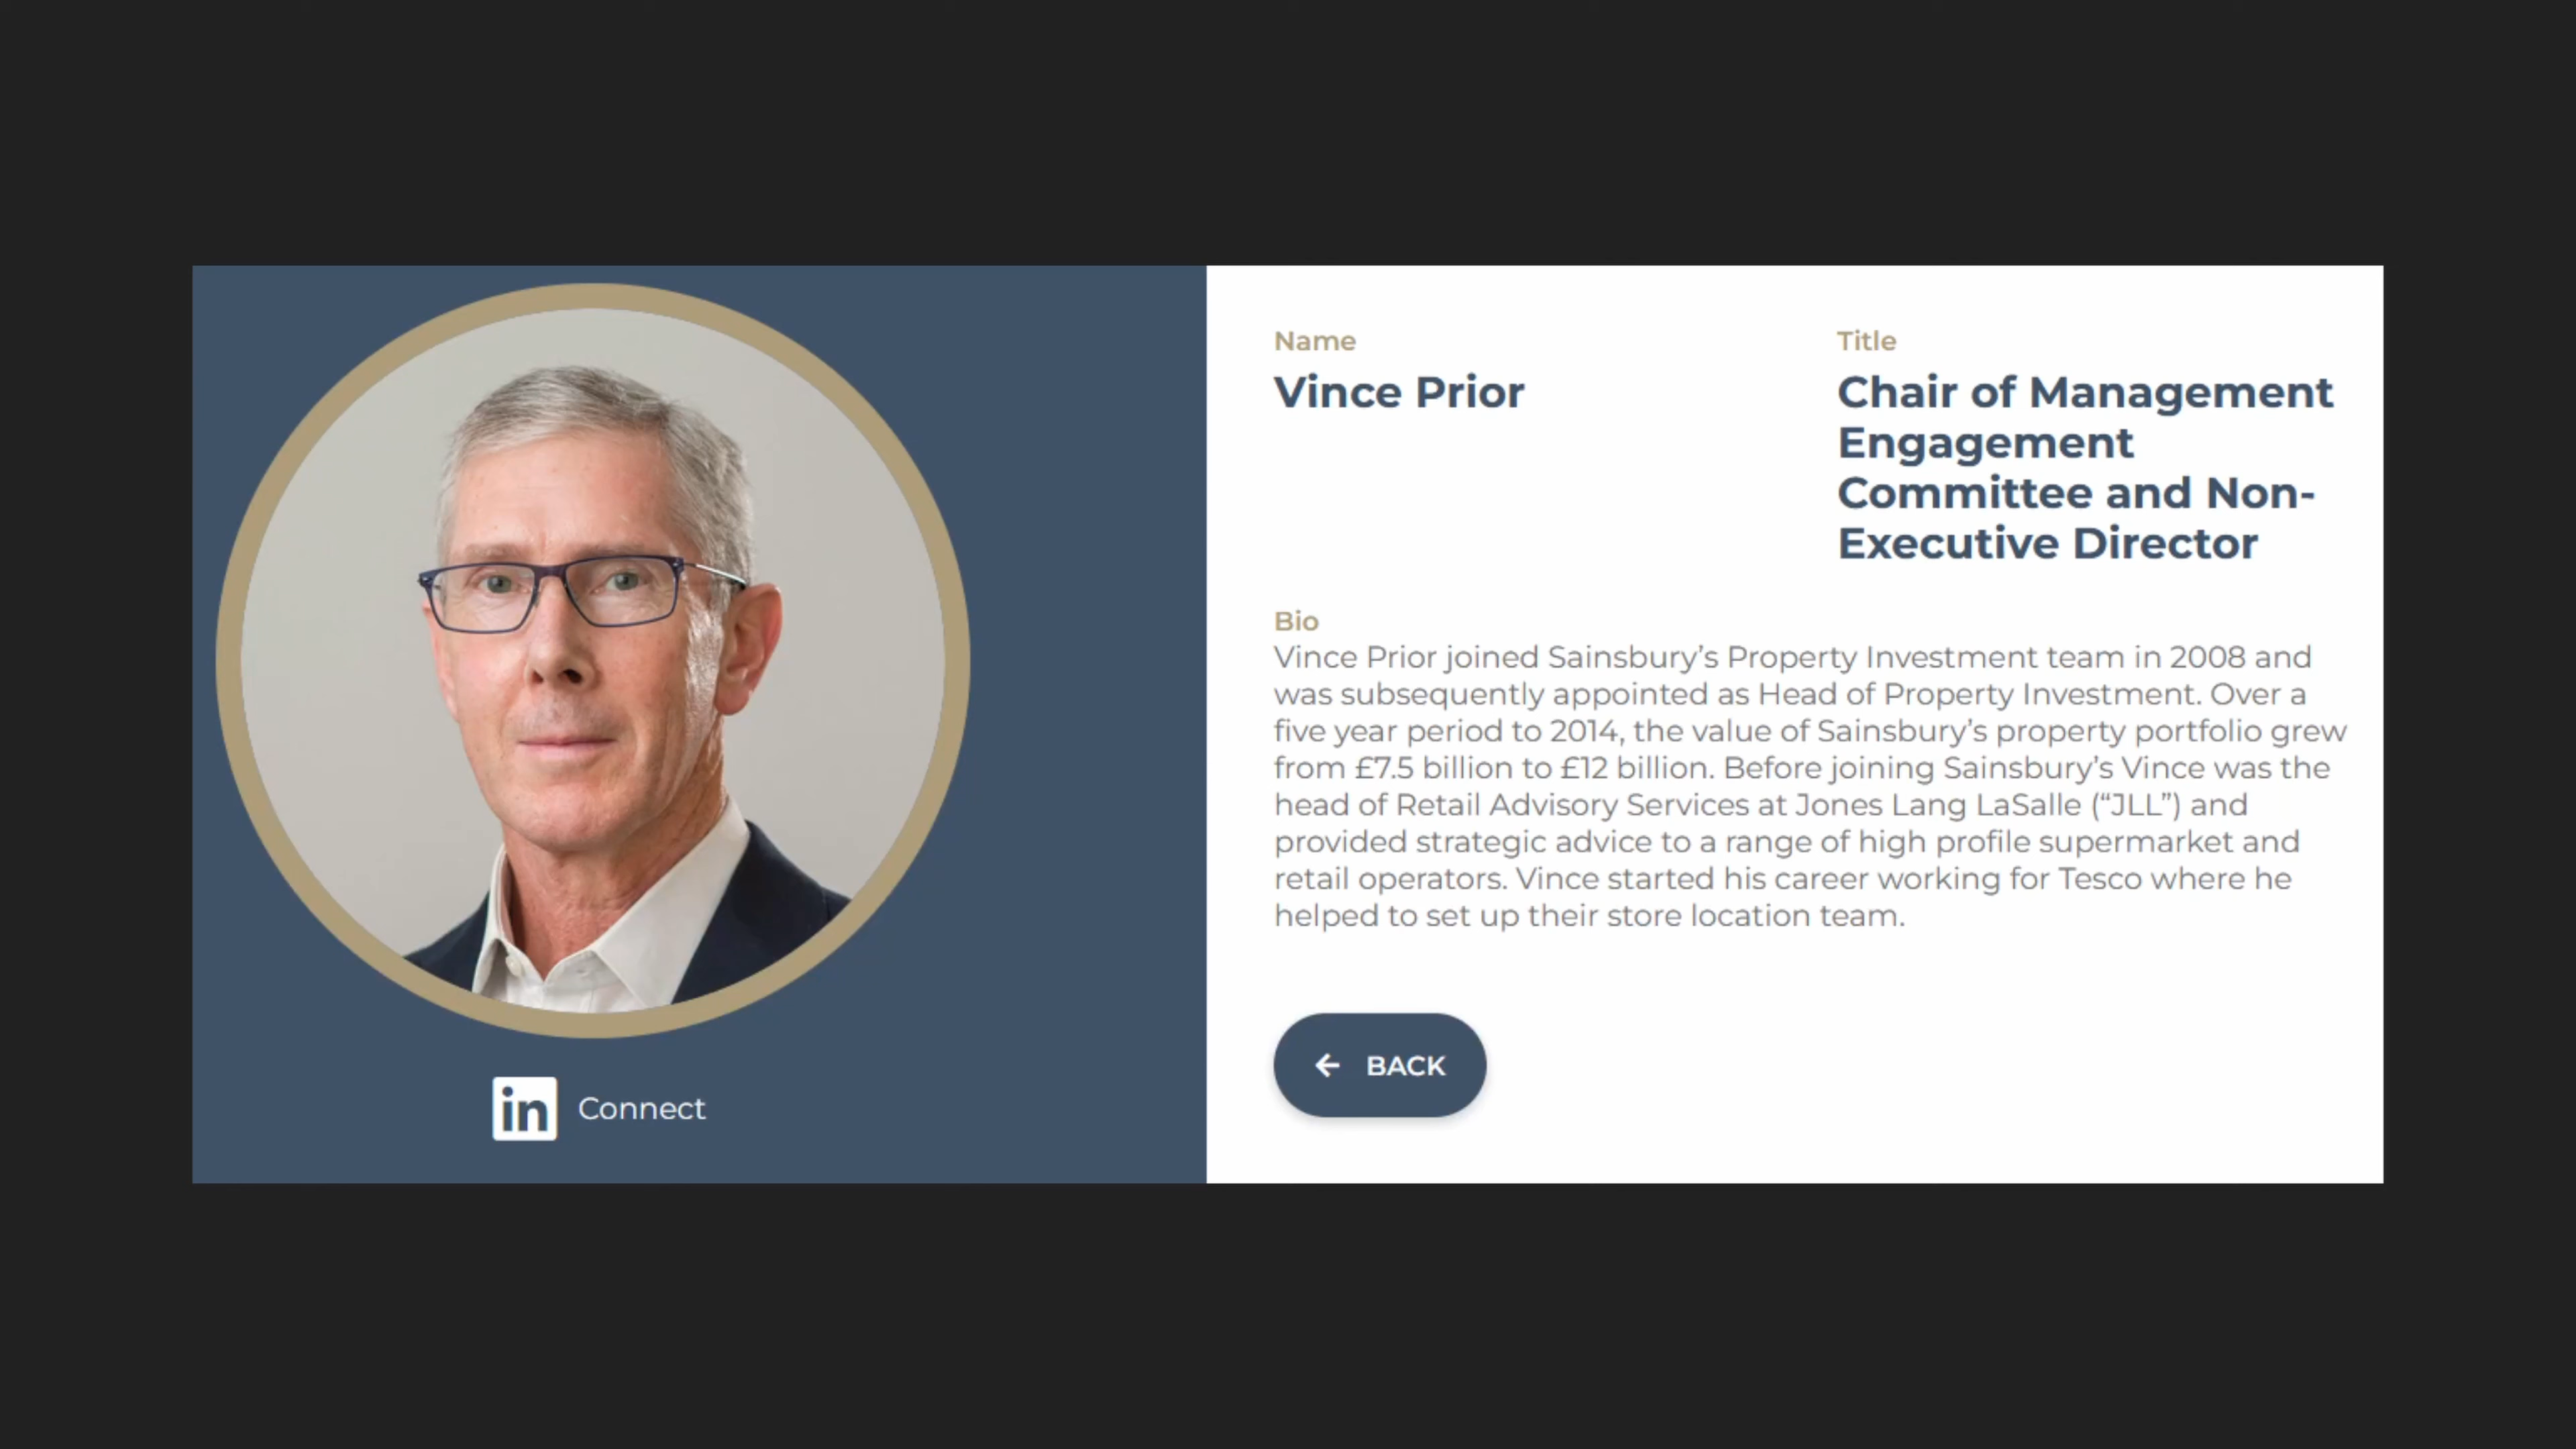 Name
Vince Prior
Title
Chair of Management
Engagement
Committee and Non-
Executive Director
Bio
Vince Prior joined Sainsbury’s Property Investment team in 2008 and
was subsequently appointed as Head of Property Investment. Over a
five year period to 2014, the value of Sainsbury’s property portfolio grew
from £7.5 billion to £12 billion. Before joining Sainsbury’s Vince was the
head of Retail Advisory Services at Jones Lang LaSalle (“JLL”) and
provided strategic advice to a range of high profile supermarket and
retail operators. Vince started his career working for Tesco where he
helped to set up their store location team.
BACK
in Connect